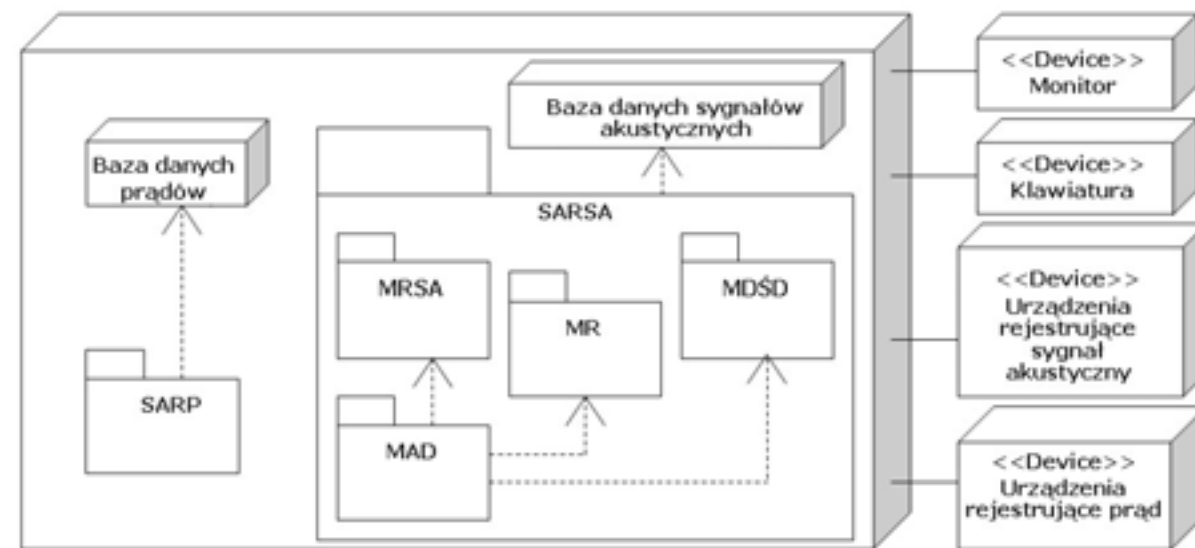 Baza danych
prądów
SARP
Baza danych sygnałów
akustycznych
SARSA
MRSA
MR
MDŚD
MAD
<<Device>>
Monitor
<<Device>>
Klawiatura
<<Device>>
Urządzenia
rejestrujące
sygnał
akustyczny
<<Device>>
Urządzenia
rejestrujące prąd